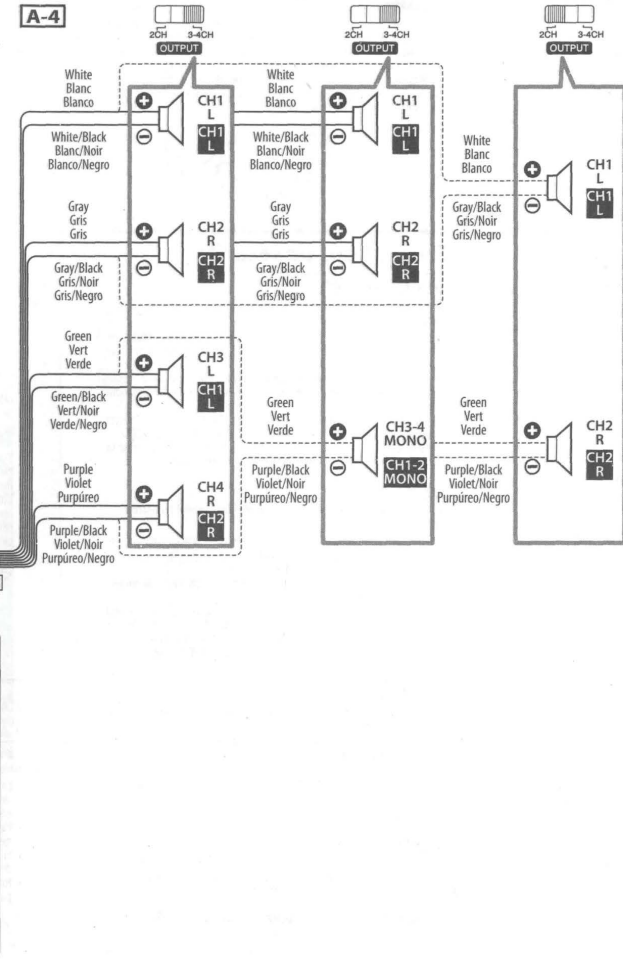 A-4
2CH 3-4CH
OUTPUT
White
Blanc
Blanco
White/Black
Blanc/Noir
Blanco/Negro
CH1
L
CH1
L
Gray
Gris
Gris
Gray/Black
Gris/Noir
Gris/Negro
CH2
R
CH2
R
Green
Vert
Verde
Green/Black
Vert/Noir
Verde/Negro
CH3
L
CH1
L
Purple
Violet
Purpúreo
Purple/Black
Violet/Noir
Purpúreo/Negro
CH4
R
CH2
R
2CH 3-4CH
OUTPUT
White
Blanc
Blanco
White/Black
Blanc/Noir
Blanco/Negro
CH1
L
CH1
L
Gray
Gris
Gris
Gray/Black
Gris/Noir
Gris/Negro
CH2
R
CH2
R
Green
Vert
Verde
Purple/Black
Violet/Noir
Purpúreo/Negro
CH3-4
MONO
CH1-2
MONO
2CH 3-4CH
OUTPUT
White
Blanc
Blanco
Gray/Black
Gris/Noir
Gris/Negro
CH1
L
CH1
L
Green
Vert
Verde
Purple/Black
Violet/Noir
Purpúreo/Negro
CH2
R
CH2
R